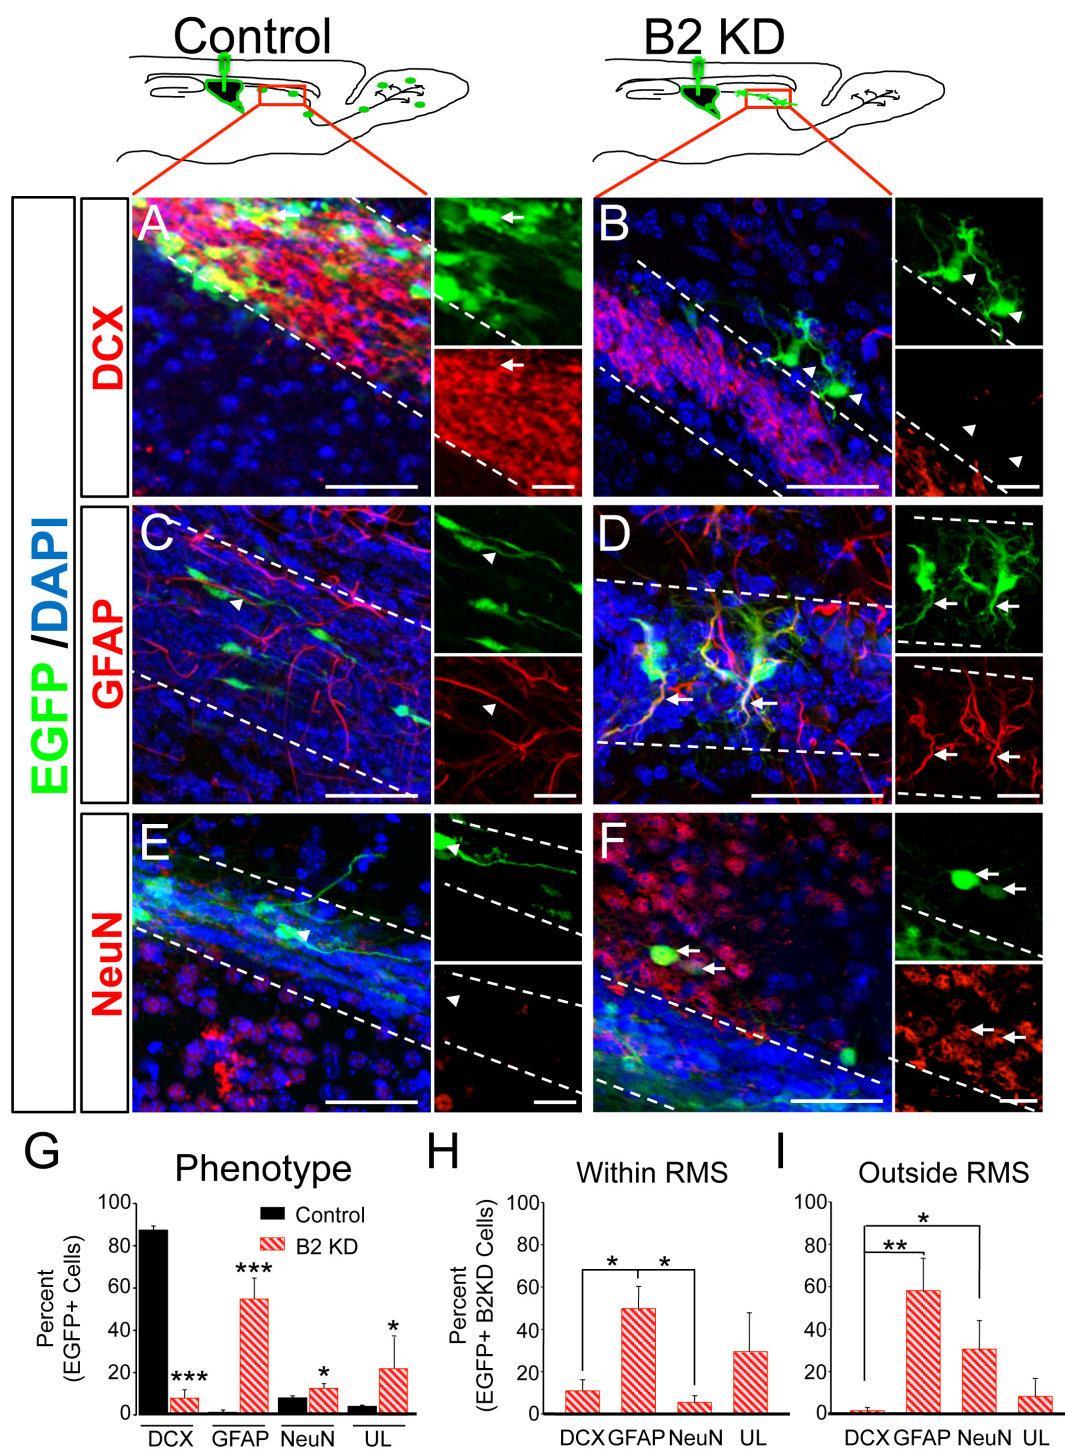 Control
B2 KD
EGFP /DAPI
DCX
A
B
GFAP
C
D
NeuN
E
F
G
Phenotype
Percent
(EGFP+ Cells)
100
80
60
40
20
0
Control
B2 KD
***
***
*
*
DCX GFAP NeuN UL
H
Within RMS
Percent
(EGFP+ B2KD Cells)
100
80
60
40
20
0
* *
DCX GFAP NeuN UL
I
Outside RMS
100
80
60
40
20
0
*
**
DCX GFAP NeuN UL